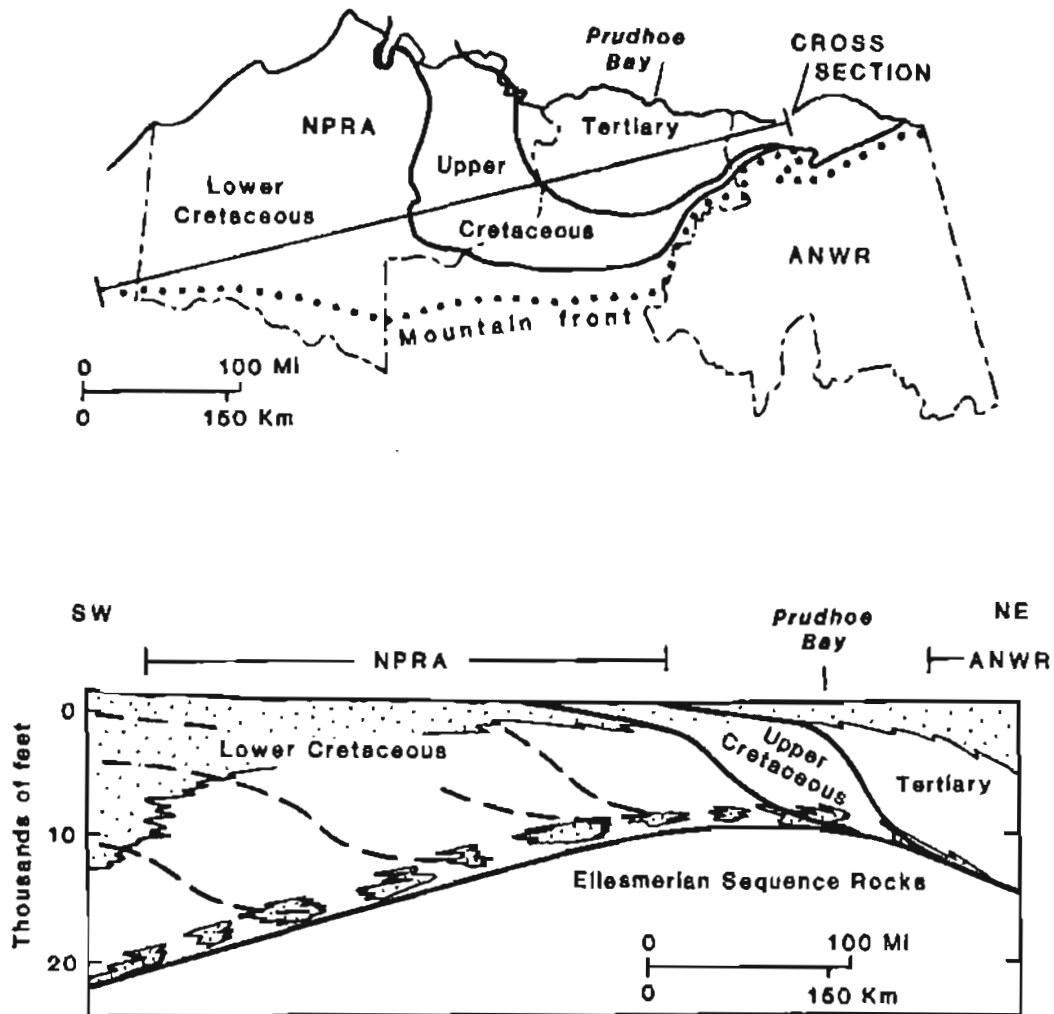 Prudhoe
Bay
CROSS
SECTION
NPRA
Tertiary
Upper
Lower
Cretaceous
Cretaceous
ANWR
Mountain front
0 100 MI
0 150 Km
SW
NE
Prudhoe
Bay
NPRA
ANWR
Thousands of feet
0
10
20
Lower Cretaceous
Upper
Cretaceous
Tertiary
Ellesmerian Sequence Rocks
0 100 MI
0 150 Km